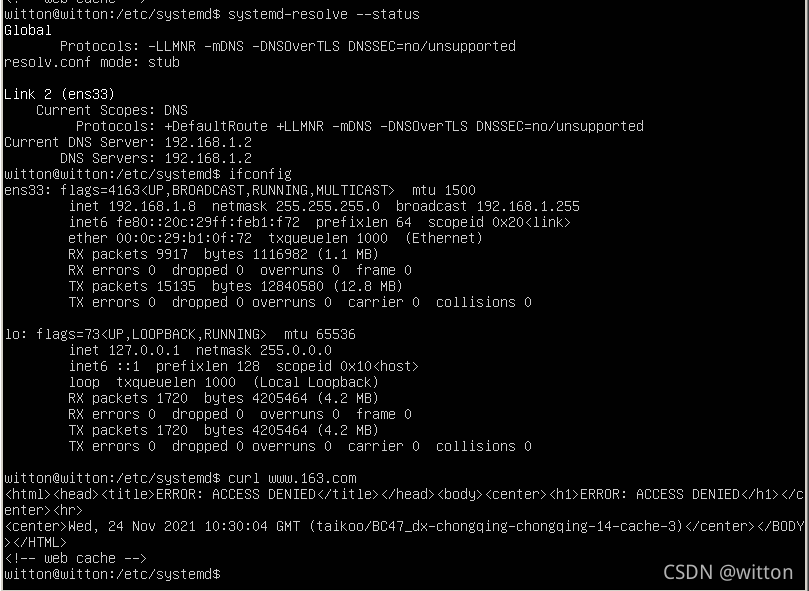 <!-- web cache -->
witton@witton:/etc/systemd$ systemd-resolve --status
Global
Protocols: -LLMNR -mDNS -DNSOverTLS DNSSEC=no/unsupported
resolv.conf mode: stub
Link 2 (ens33)
Current Scopes: DNS
Protocols: +DefaultRoute +LLMNR -mDNS -DNSOverTLS DNSSEC=no/unsupported
Current DNS Server: 192.168.1.2
DNS Servers: 192.168.1.2
witton@witton:/etc/systemd$ ifconfig
ens33: flags=4163<UP,BROADCAST,RUNNING,MULTICAST>  mtu 1500
inet 192.168.1.8  netmask 255.255.255.0  broadcast 192.168.1.255
inet6 fe80::20c:29ff:feb1:f72  prefixlen 64  scopeid 0x20<link>
ether 00:0c:29:b1:0f:72  txqueuelen 1000  (Ethernet)
RX packets 9917  bytes 1116982 (1.1 MB)
RX errors 0  dropped 0  overruns 0  frame 0
TX packets 15135  bytes 12840580 (12.8 MB)
TX errors 0  dropped 0 overruns 0  carrier 0  collisions 0
lo: flags=73<UP,LOOPBACK,RUNNING>  mtu 65536
inet 127.0.0.1  netmask 255.0.0.0
inet6 ::1  prefixlen 128  scopeid 0x10<host>
loop  txqueuelen 1000  (Local Loopback)
RX packets 1720  bytes 4205464 (4.2 MB)
RX errors 0  dropped 0  overruns 0  frame 0
TX packets 1720  bytes 4205464 (4.2 MB)
TX errors 0  dropped 0 overruns 0  carrier 0  collisions 0
witton@witton:/etc/systemd$ curl www.163.com
<html><head><title>ERROR: ACCESS DENIED</title></head><body><center><h1>ERROR: ACCESS DENIED</h1></c
enter><hr>
<center>Wed, 24 Nov 2021 10:30:04 GMT (taikoo/BC47_dx-chongqing-chongqing-14-cache-3)</center></BODY
></HTML>
<!-- web cache -->
witton@witton:/etc/systemd$
CSDN @witton